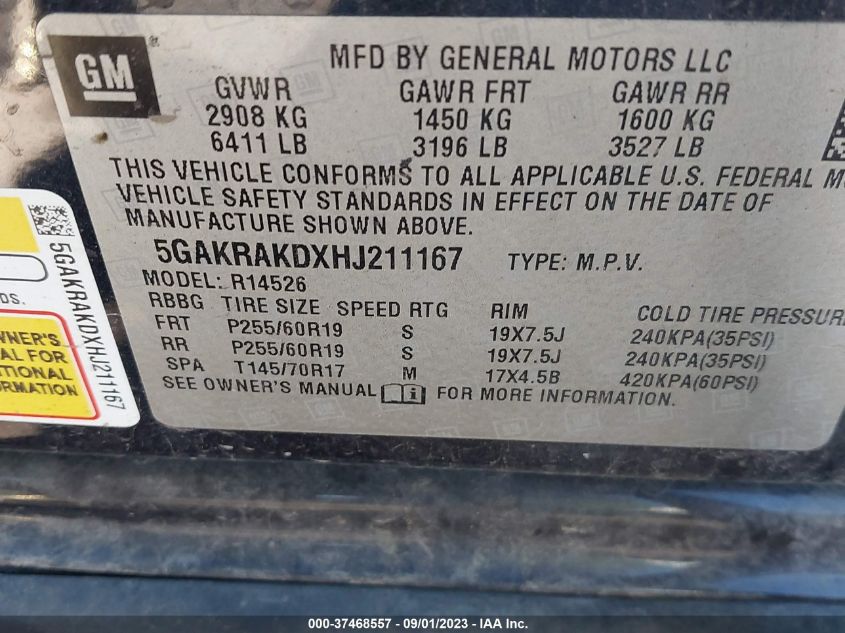 GM ®
MFD BY GENERAL MOTORS LLC
GVWR GAWR FRT GAWR RR
2908 KG 1450 KG 1600 KG
6411 LB 3196 LB 3527 LB
THIS VEHICLE CONFORMS TO ALL APPLICABLE U.S. FEDERAL
VEHICLE SAFETY STANDARDS IN EFFECT ON THE DATE OF
MANUFACTURE SHOWN ABOVE.
5GAKRAKDXHJ211167 TYPE: M.P.V.
MODEL: R14526
RBBG TIRE SIZE SPEED RTG RIM COLD TIRE PRESSURE
FRT P255/60R19 S 19X7.5J 240KPA(35PSI)
RR P255/60R19 S 19X7.5J 240KPA(35PSI)
SPA T145/70R17 M 17X4.5B 420KPA(60PSI)
SEE OWNER'S MANUAL i FOR MORE INFORMATION.
5GAKRAKDXHJ211167
DS.
WNER'S
AL FOR
ITIONAL
RMATION
000-37468557 - 09/01/2023 - IAA Inc.